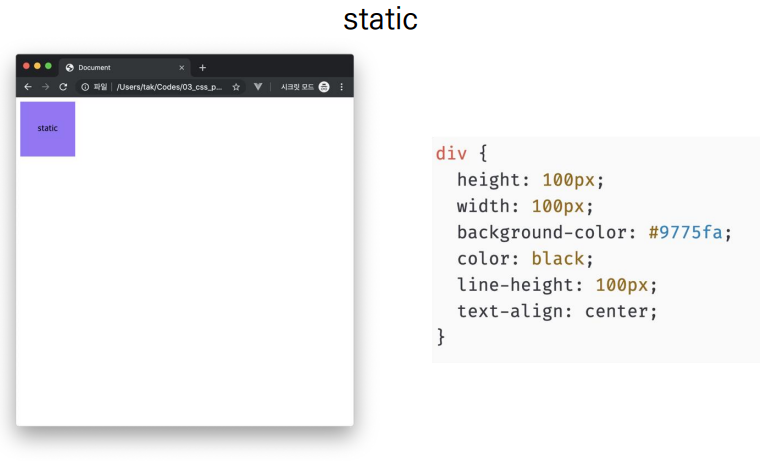 static
Document
파일 /Users/tak/Codes/03_css_p... 시크릿 모드
static
div {
  height: 100px;
  width: 100px;
  background-color: #9775fa;
  color: black;
  line-height: 100px;
  text-align: center;
}